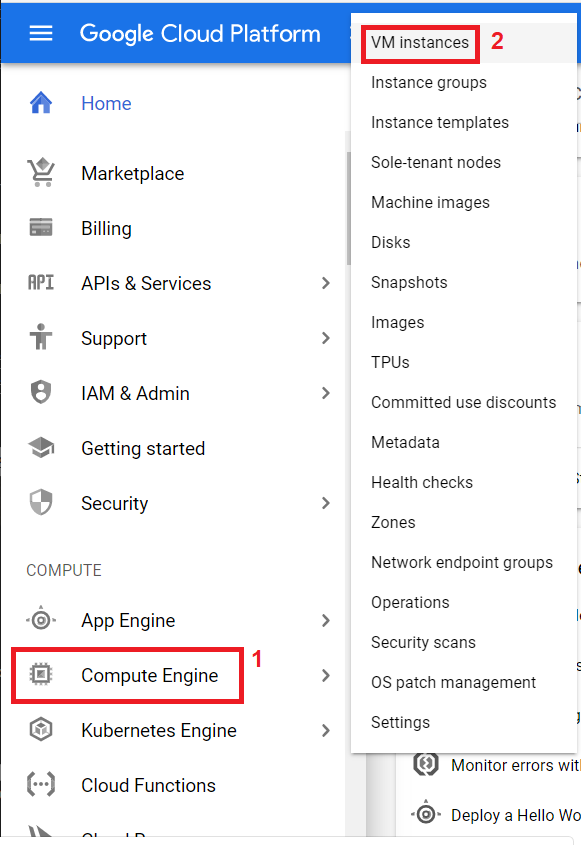 Google Cloud Platform
Home
Marketplace
Billing
API APIs & Services
Support
IAM & Admin
Getting started
Security
COMPUTE
App Engine
Compute Engine
1
Kubernetes Engine
Cloud Functions
VM instances
2
Instance groups
Instance templates
Sole-tenant nodes
Machine images
Disks
Snapshots
Images
TPUs
Committed use discounts
Metadata
Health checks
Zones
Network endpoint groups
Operations
Security scans
OS patch management
Settings
Monitor errors
Deploy a Hello